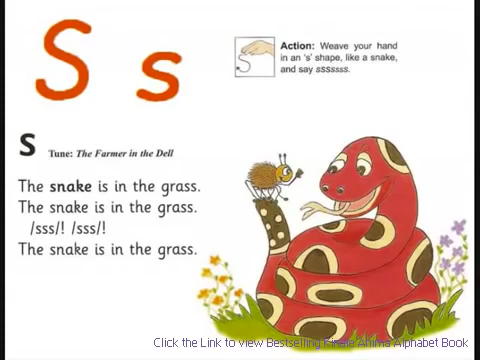 S s
Action: Weave your hand
in an 's' shape, like a snake,
and say ssssss.
s Tune: The Farmer in the Dell
The snake is in the grass.
The snake is in the grass.
/sss/! /sss/!
The snake is in the grass.
Click the Link to view Bestselling Kindle Anima Alphabet Book